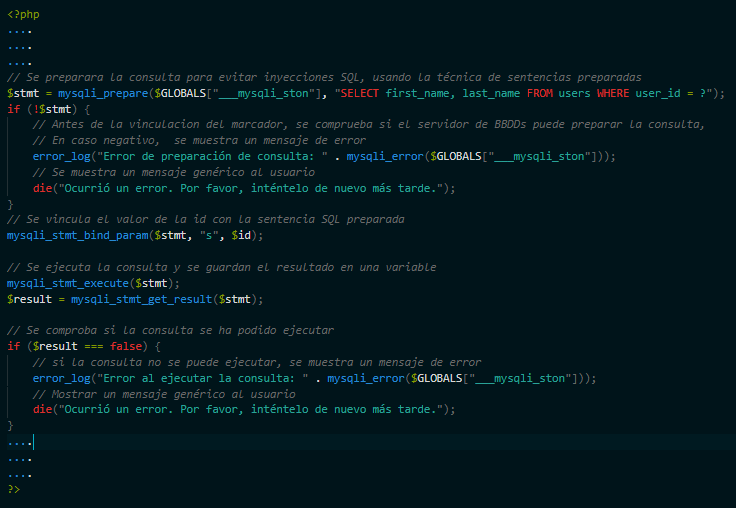 <?php
....
....
....
// Se preparara la consulta para evitar inyecciones SQL, usando la técnica de sentencias preparadas
$stmt = mysqli_prepare($GLOBALS["___mysqli_ston"], "SELECT first_name, last_name FROM users WHERE user_id = ?");
if (!$stmt) {
    // Antes de la vinculacion del marcador, se comprueba si el servidor de BBDDs puede preparar la consulta,
    // En caso negativo,  se muestra un mensaje de error
    error_log("Error de preparación de consulta: " . mysqli_error($GLOBALS["___mysqli_ston"]));
    // Se muestra un mensaje genérico al usuario
    die("Ocurrió un error. Por favor, inténtelo de nuevo más tarde.");
}
// Se vincula el valor de la id con la sentencia SQL preparada
mysqli_stmt_bind_param($stmt, "s", $id);

// Se ejecuta la consulta y se guardan el resultado en una variable
mysqli_stmt_execute($stmt);
$result = mysqli_stmt_get_result($stmt);

// Se comproba si la consulta se ha podido ejecutar
if ($result === false) {
    // si la consulta no se puede ejecutar, se muestra un mensaje de error
    error_log("Error al ejecutar la consulta: " . mysqli_error($GLOBALS["___mysqli_ston"]));
    // Mostrar un mensaje genérico al usuario
    die("Ocurrió un error. Por favor, inténtelo de nuevo más tarde.");
}
....
....
....
?>